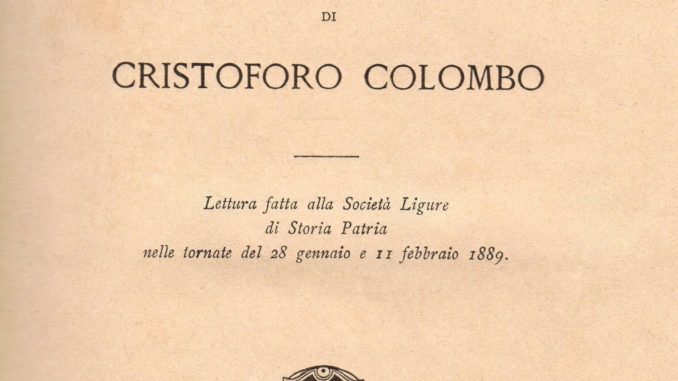 DI
CRISTOFORO COLOMBO
Lettura fatta alla Società Ligure
di Storia Patria
nelle tornate del 28 gennaio e 11 febbraio 1889.